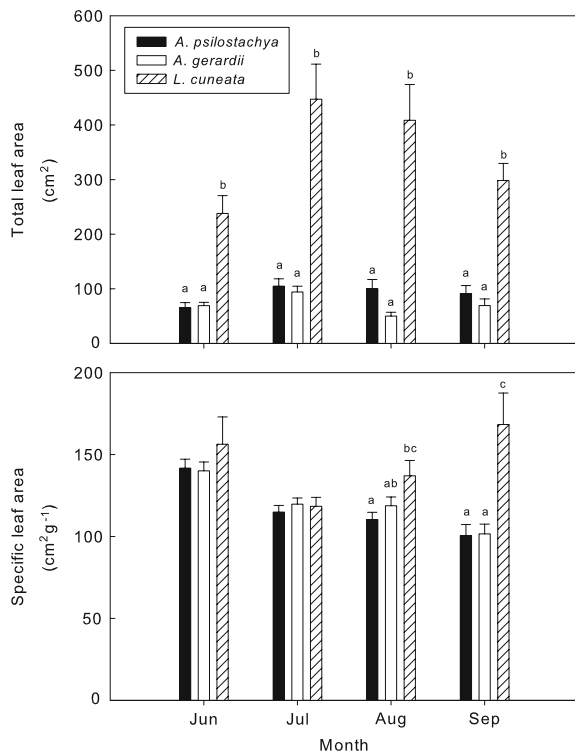 600
500
400
300
200
100
0
Total leaf area
(cm²)
A. psilostachya
A. gerardii
L. cuneata
a a b
a a b
a a b
a a b
200
150
100
50
0
Specific leaf area
(cm²g⁻¹)
a ab bc
a a c
Jun Jul Aug Sep
Month